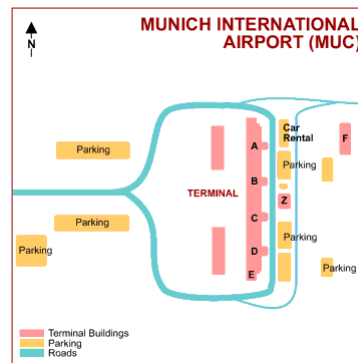 MUNICH INTERNATIONAL
AIRPORT (MUC)
N
Car
Rental
A
F
Parking
Parking
B
Z
TERMINAL
C
Parking
Parking
D
Parking
E
Parking
Terminal Buildings
Parking
Roads